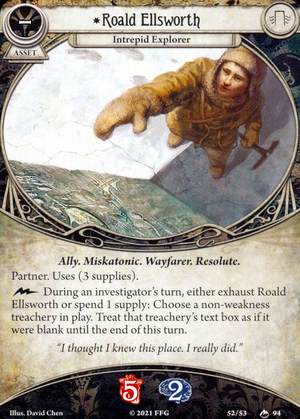 Roald Ellsworth
Intrepid Explorer
ASSET
Ally. Miskatonic. Wayfarer. Resolute.
Partner. Uses (3 supplies).
During an investigator's turn, either exhaust Roald
Ellsworth or spend 1 supply: Choose a non-weakness
treachery in play. Treat that treachery's text box as if it
were blank until the end of this turn.
"I thought I knew this place. I really did."
5 2
Illus. David Chen © 2021 FFG 52/53 94